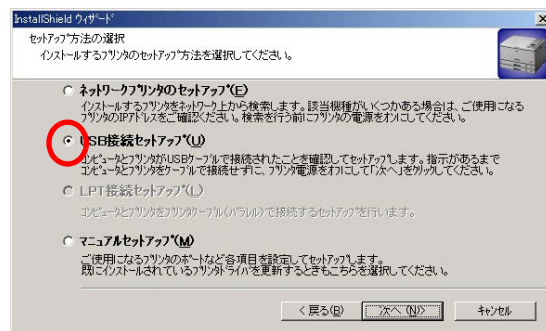 InstallShield ウィザード
セットアップ方法の選択
インストールするプリンタのセットアップ方法を選択してください。
ネットワークプリンタのセットアップ(E)
インストールするプリンタをネットワーク上から検索します。該当機種がいくつかある場合は、ご使用になる
プリンタのIPアドレスをご確認ください。検索を行う前にプリンタの電源をオンにしてください。
USB接続セットアップ(U)
コンピュータとプリンタがUSBケーブルで接続されたことを確認してセットアップします。指示があるまで
コンピュータとプリンタをケーブルで接続せずに、プリンタ電源をオフにして「次へ」をクリックしてください。
LPT接続セットアップ(L)
コンピュータとプリンタをプリンタケーブル(パラレル)で接続するセットアップを行います。
マニュアルセットアップ(M)
ご使用になるプリンタのポートなど各項目を設定してセットアップします。
既にインストールされているプリンタドライバを更新するときもこちらを選択してください。
< 戻る(B)
次へ (N)>
キャンセル